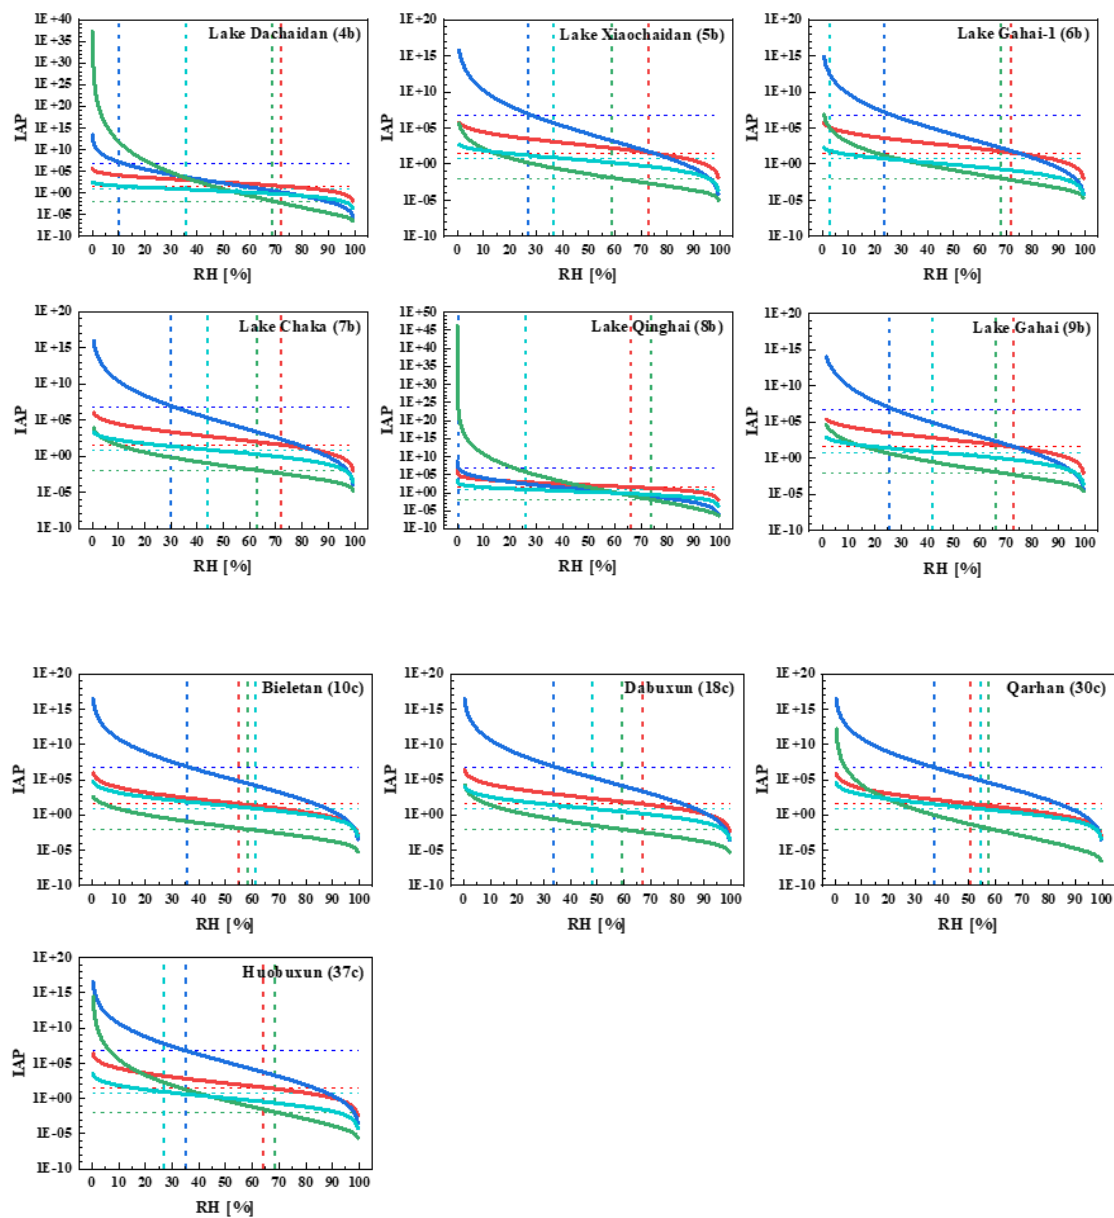 Lake Dachaidan (4b)
IAP
1E+40
1E+35
1E+30
1E+25
1E+20
1E+15
1E+10
1E+05
1E+00
1E-05
1E-10
0 10 20 30 40 50 60 70 80 90 100
RH [%]
Lake Xiaochaidan (5b)
IAP
1E+20
1E+15
1E+10
1E+05
1E+00
1E-05
1E-10
0 10 20 30 40 50 60 70 80 90 100
RH [%]
Lake Gahai-1 (6b)
IAP
1E+20
1E+15
1E+10
1E+05
1E+00
1E-05
1E-10
0 10 20 30 40 50 60 70 80 90 100
RH [%]
Lake Chaka (7b)
IAP
1E+20
1E+15
1E+10
1E+05
1E+00
1E-05
1E-10
0 10 20 30 40 50 60 70 80 90 100
RH [%]
Lake Qinghai (8b)
IAP
1E+50
1E+45
1E+40
1E+35
1E+30
1E+25
1E+20
1E+15
1E+10
1E+05
1E+00
1E-05
1E-10
0 10 20 30 40 50 60 70 80 90 100
RH [%]
Lake Gahai (9b)
IAP
1E+20
1E+15
1E+10
1E+05
1E+00
1E-05
1E-10
0 10 20 30 40 50 60 70 80 90 100
RH [%]
Bieletan (10c)
IAP
1E+20
1E+15
1E+10
1E+05
1E+00
1E-05
1E-10
0 10 20 30 40 50 60 70 80 90 100
RH [%]
Dabuxun (18c)
IAP
1E+20
1E+15
1E+10
1E+05
1E+00
1E-05
1E-10
0 10 20 30 40 50 60 70 80 90 100
RH [%]
Qarhan (30c)
IAP
1E+20
1E+15
1E+10
1E+05
1E+00
1E-05
1E-10
0 10 20 30 40 50 60 70 80 90 100
RH [%]
Huobuxun (37c)
IAP
1E+20
1E+15
1E+10
1E+05
1E+00
1E-05
1E-10
0 10 20 30 40 50 60 70 80 90 100
RH [%]